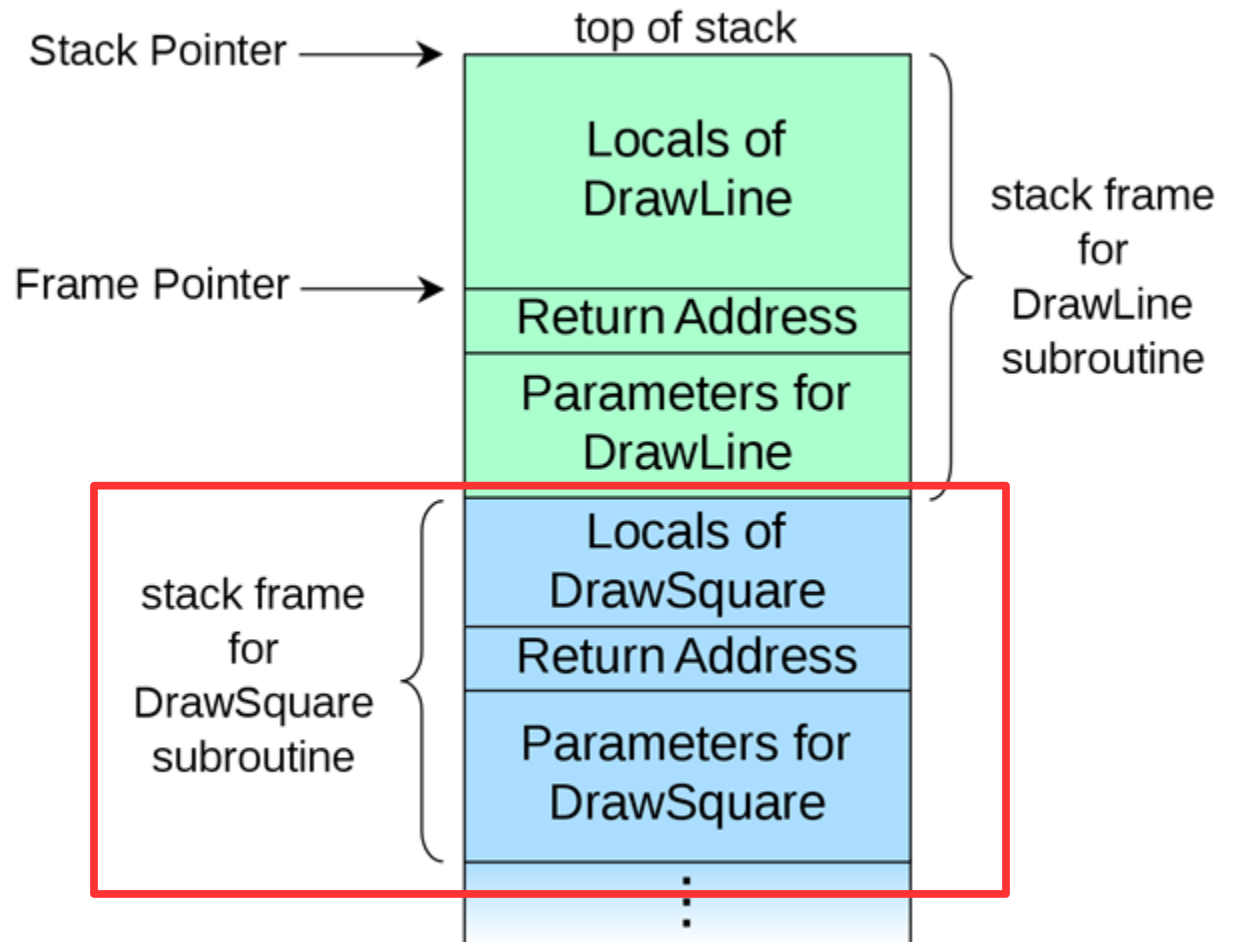 top of stack
Stack Pointer
Locals of
DrawLine
stack frame
for
DrawLine
subroutine
Frame Pointer
Return Address
Parameters for
DrawLine
Locals of
DrawSquare
stack frame
for
DrawSquare
subroutine
Return Address
Parameters for
DrawSquare